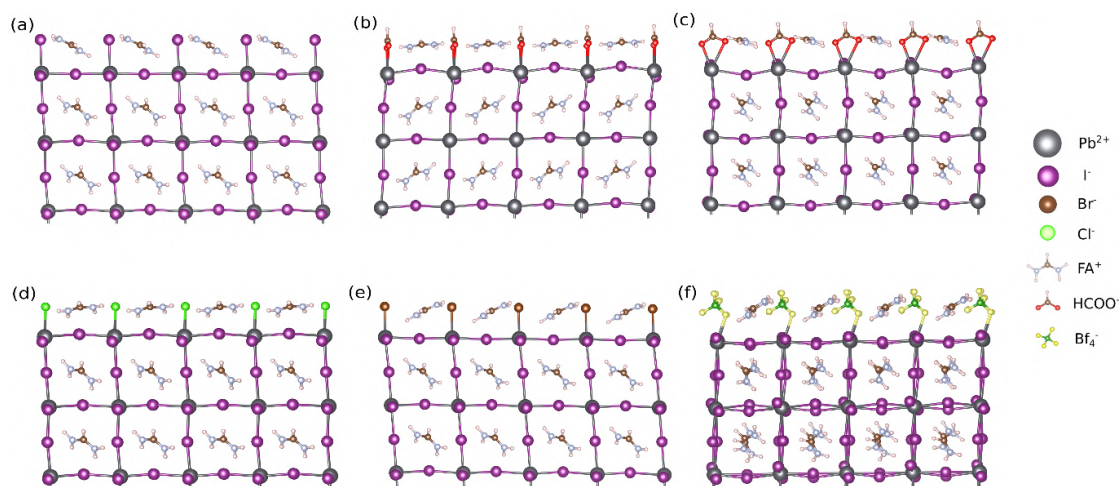 (a)
(b)
(c)
Pb²⁺
I⁻
Br⁻
Cl⁻
FA⁺
HCOO⁻
Bf₄⁻
(d)
(e)
(f)